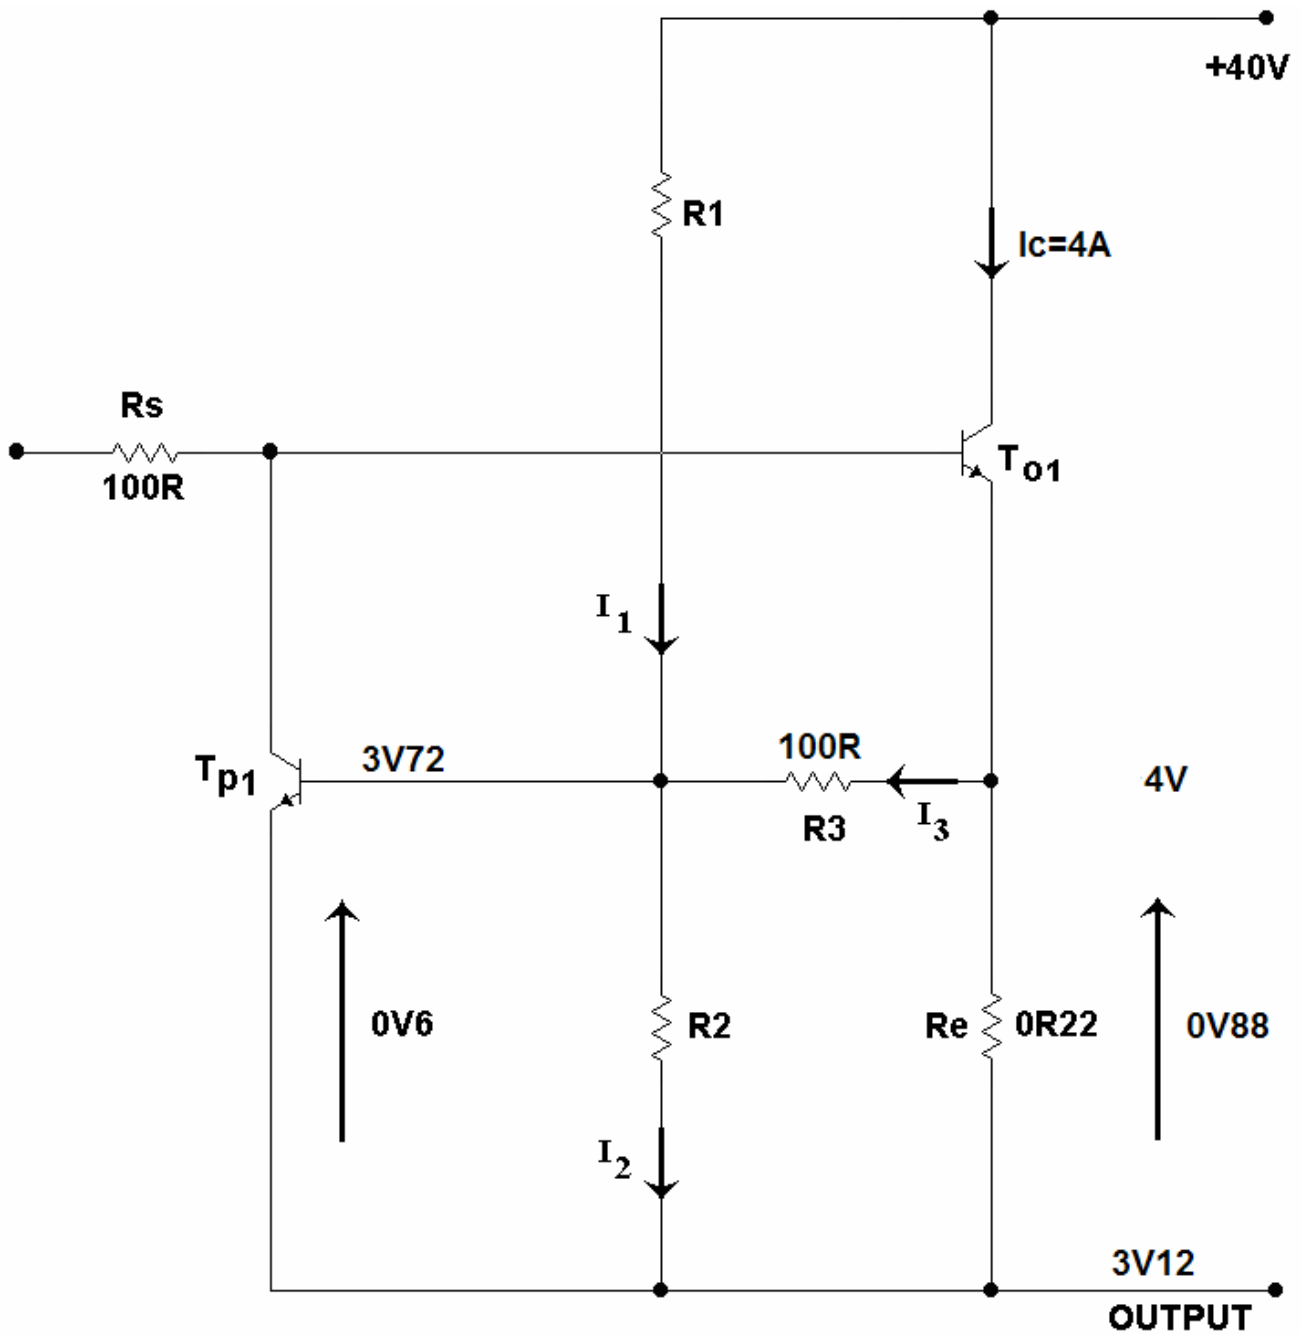 +40V
R1
Ic=4A
Rs
100R
To1
I1
Tp1
3V72
100R
4V
R3
I3
0V6
R2
Re
0R22
0V88
I2
3V12
OUTPUT